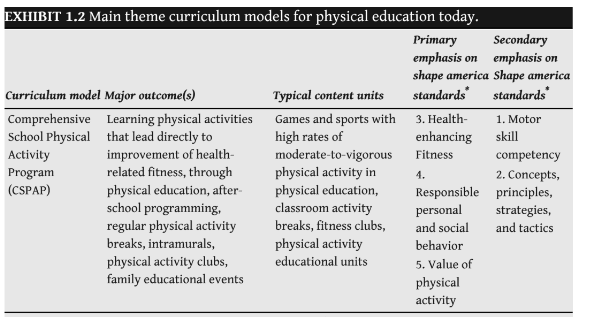 EXHIBIT 1.2 Main theme curriculum models for physical education today.
Curriculum model
Major outcome(s)
Typical content units
Primary
emphasis on
shape america
standards*
Secondary
emphasis on
Shape america
standards*
Comprehensive
School Physical
Activity
Program
(CSPAP)
Learning physical activities
that lead directly to
improvement of health-
related fitness, through
physical education, after-
school programming,
regular physical activity
breaks, intramurals,
physical activity clubs,
family educational events
Games and sports with
high rates of
moderate-to-vigorous
physical activity in
physical education,
classroom activity
breaks, fitness clubs,
physical activity
educational units
3. Health-
enhancing
Fitness
4.
Responsible
personal
and social
behavior
5. Value of
physical
activity
1. Motor
skill
competency
2. Concepts,
principles,
strategies,
and tactics